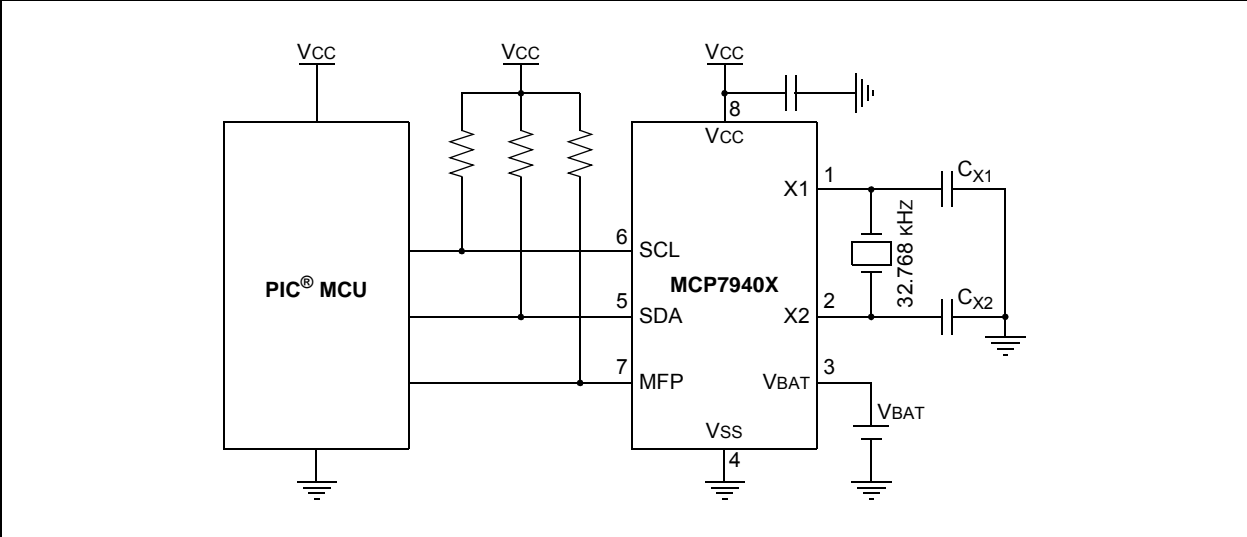 VCC
VCC
VCC
8
VCC
1
CX1
X1
32.768 KHZ
6
SCL
PIC® MCU
MCP7940X
5
SDA
2
X2
CX2
7
MFP
3
VBAT
VBAT
VSS
4